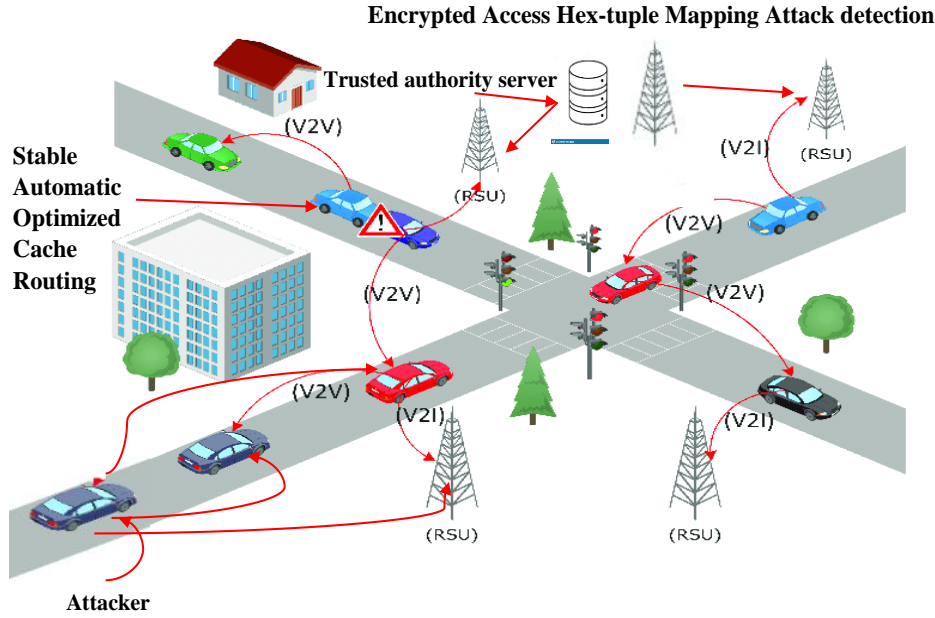 Encrypted Access Hex-tuple Mapping Attack detection
Trusted authority server
(V2V)
Stable
Automatic
Optimized
Cache
Routing
(RSU)
(V2I)
(RSU)
(V2V)
(V2V)
(V2V)
(V2V)
(V2I)
(V2I)
(RSU)
(RSU)
Attacker